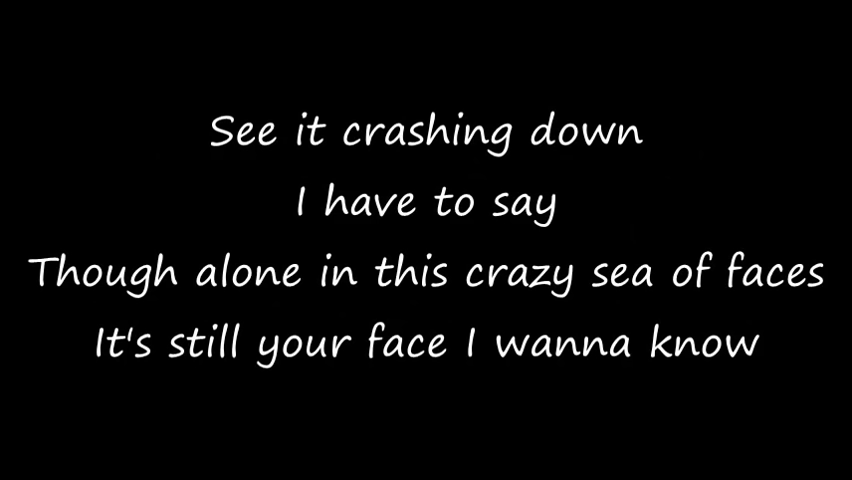 See it crashing down
I have to say
Though alone in this crazy sea of faces
It's still your face I wanna know